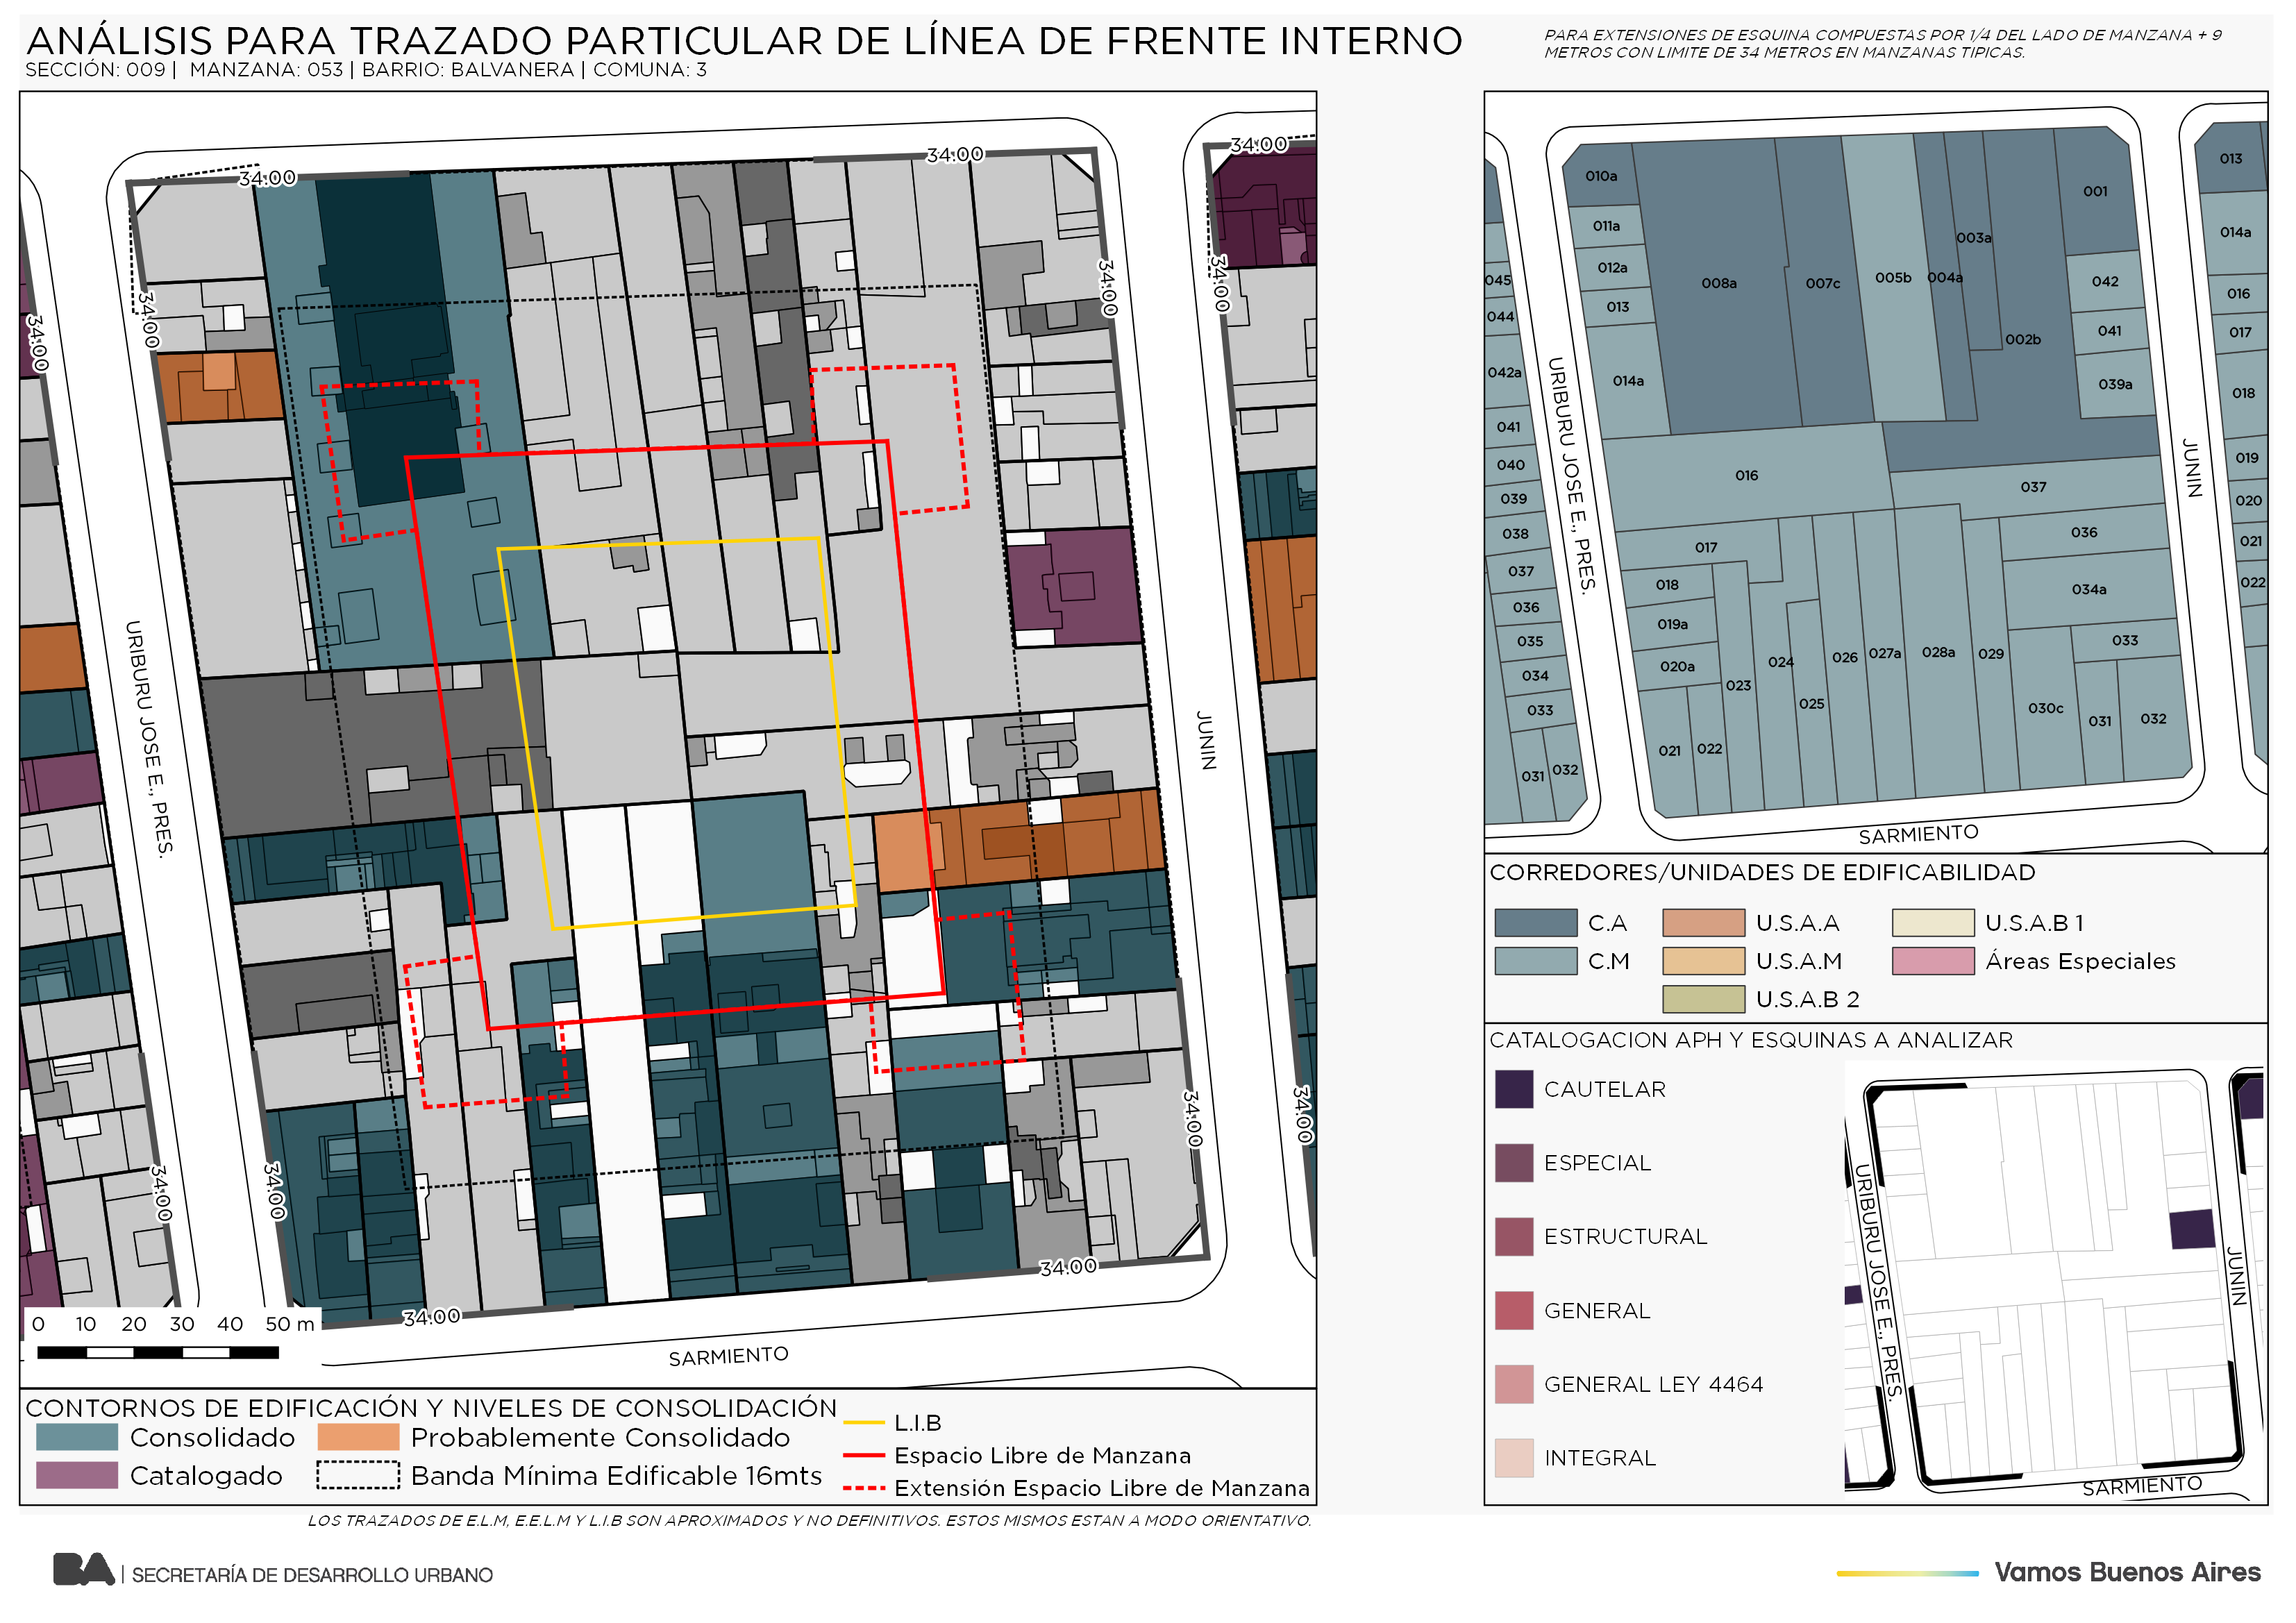 ANÁLISIS PARA TRAZADO PARTICULAR DE LÍNEA DE FRENTE INTERNO
SECCIÓN: 009 | MANZANA: 053 | BARRIO: BALVANERA | COMUNA: 3
PARA EXTENSIONES DE ESQUINA COMPUESTAS POR 1/4 DEL LADO DE MANZANA + 9
METROS CON LIMITE DE 34 METROS EN MANZANAS TIPICAS.
34.00
34.00
34.00
34.00
34.00
34.00
34.00
34.00
URIBURU JOSE E., PRES.
JUNIN
34.00
34.00
34.00
34.00
34.00
34.00
SARMIENTO
0 10 20 30 40 50 m
CONTORNOS DE EDIFICACIÓN Y NIVELES DE CONSOLIDACIÓN
Consolidado
Probablemente Consolidado
Catalogado
Banda Mínima Edificable 16mts
L.I.B
Espacio Libre de Manzana
Extensión Espacio Libre de Manzana
LOS TRAZADOS DE E.L.M, E.E.L.M Y L.I.B SON APROXIMADOS Y NO DEFINITIVOS. ESTOS MISMOS ESTAN A MODO ORIENTATIVO.
010a
011a
012a
013
014a
008a
007c
005b
004a
003a
002b
001
042
041
039a
016
037
017
018
019a
020a
021
022
023
024
025
026
027a
028a
029
036
034a
033
030c
031
032
045
044
042a
041
040
039
038
037
036
035
034
033
031
032
013
014a
016
017
018
019
020
021
022
URIBURU JOSE E., PRES.
JUNIN
SARMIENTO
CORREDORES/UNIDADES DE EDIFICABILIDAD
C.A
U.S.A.A
U.S.A.B 1
C.M
U.S.A.M
Áreas Especiales
U.S.A.B 2
CATALOGACION APH Y ESQUINAS A ANALIZAR
CAUTELAR
ESPECIAL
ESTRUCTURAL
GENERAL
GENERAL LEY 4464
INTEGRAL
URIBURU JOSE E., PRES.
JUNIN
SARMIENTO
BA | SECRETARÍA DE DESARROLLO URBANO
Vamos Buenos Aires